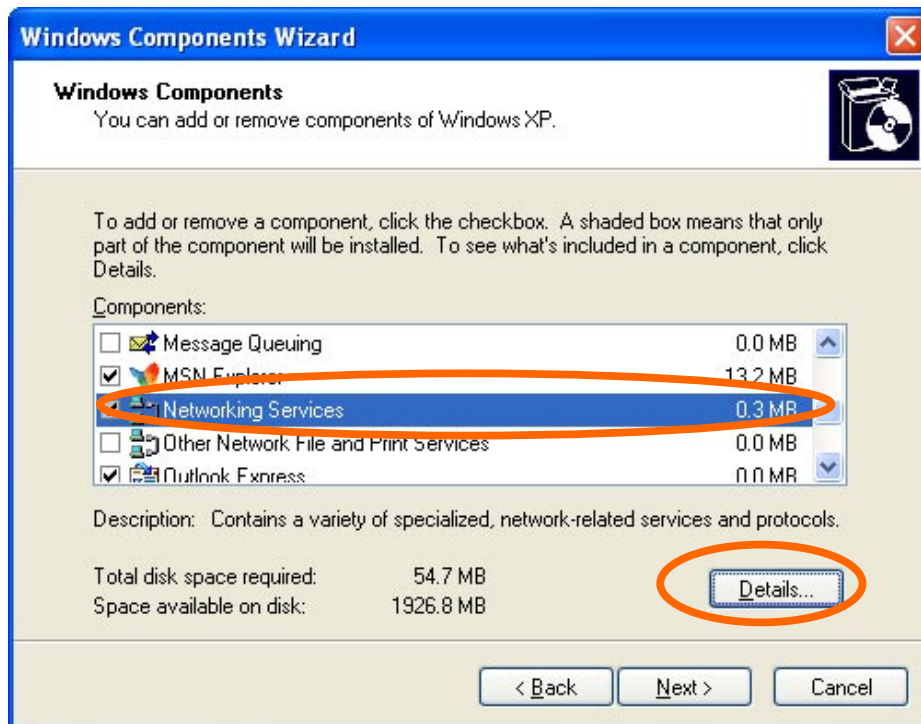 Windows Components Wizard
Windows Components
You can add or remove components of Windows XP.
To add or remove a component, click the checkbox. A shaded box means that only
part of the component will be installed. To see what's included in a component, click
Details.
Components:
Message Queuing 0.0 MB
MSN Explorer 13.2 MB
Networking Services 0.3 MB
Other Network File and Print Services 0.0 MB
Outlook Express 0.0 MB
Description: Contains a variety of specialized, network-related services and protocols.
Total disk space required: 54.7 MB
Space available on disk: 1926.8 MB
Details...
< Back Next > Cancel